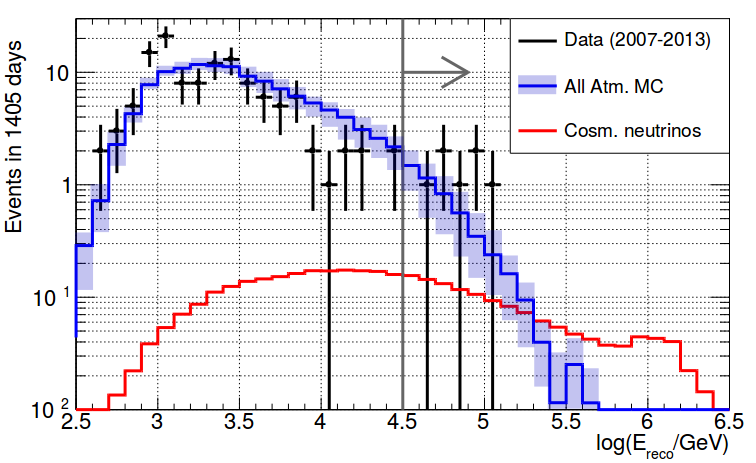 Events in 1405 days
10
1
10⁻¹
10⁻²
2.5 3 3.5 4 4.5 5 5.5 6 6.5
log(E_reco/GeV)
Data (2007-2013)
All Atm. MC
Cosm. neutrinos